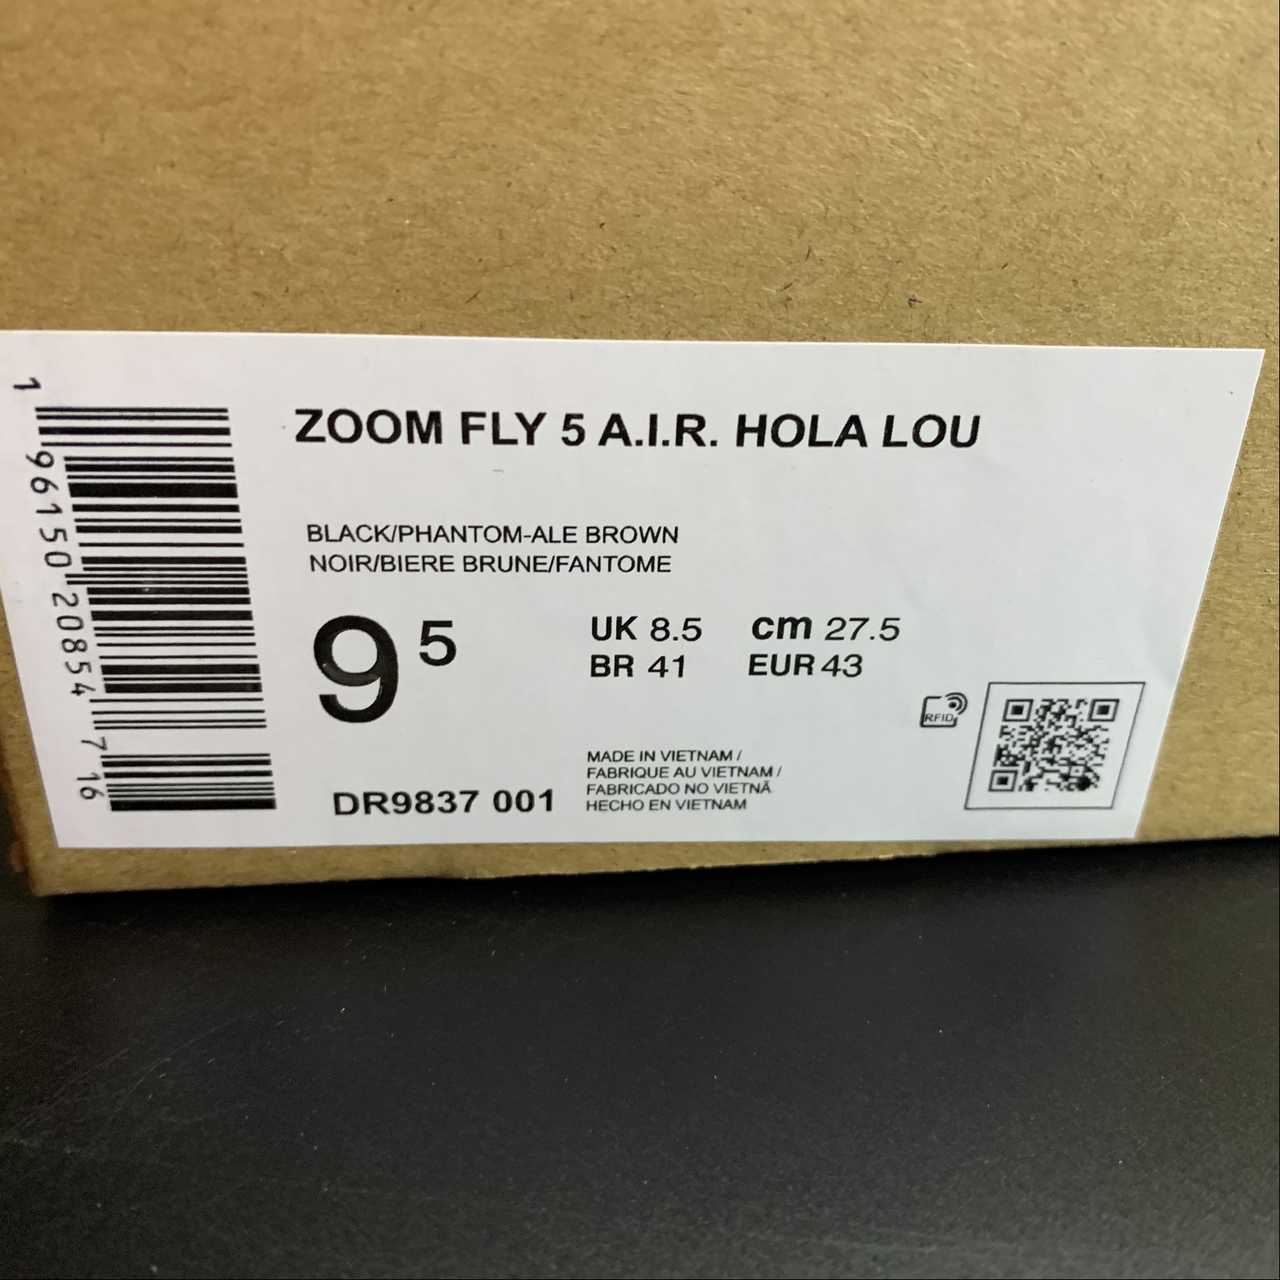 ZOOM FLY 5 A.I.R. HOLA LOU
BLACK/PHANTOM-ALE BROWN
NOIR/BIERE BRUNE/FANTOME
9 5
UK 8.5 cm 27.5
BR 41 EUR 43
RFID
MADE IN VIETNAM /
FABRIQUE AU VIETNAM /
FABRICADO NO VIETNÃ
HECHO EN VIETNAM
DR9837 001
1 96150 20854 7 16